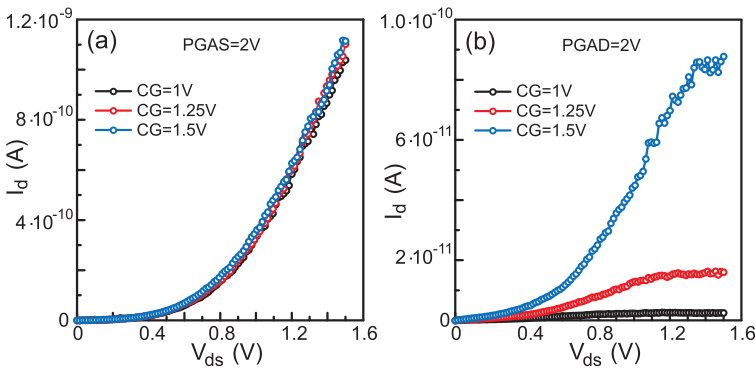 (a)
PGAS=2V
CG=1V
CG=1.25V
CG=1.5V
1.2·10⁻⁹
8·10⁻¹⁰
4·10⁻¹⁰
0
I_d (A)
0 0.4 0.8 1.2 1.6
V_ds (V)
(b)
PGAD=2V
CG=1V
CG=1.25V
CG=1.5V
1.0·10⁻¹⁰
6·10⁻¹¹
2·10⁻¹¹
0
I_d (A)
0 0.4 0.8 1.2 1.6
V_ds (V)